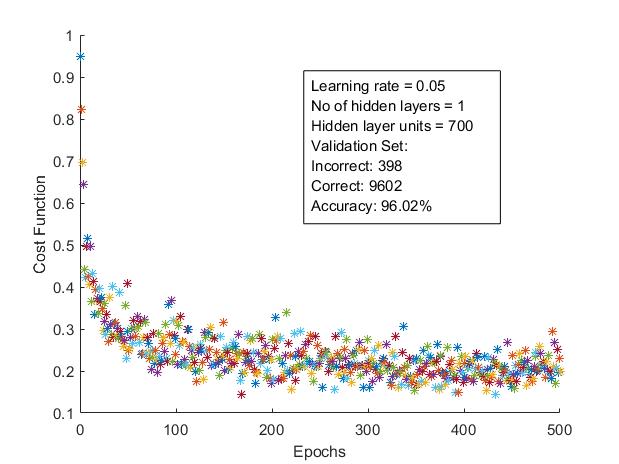 1
0.9
0.8
0.7
0.6
0.5
0.4
0.3
0.2
0.1
Cost Function
Learning rate = 0.05
No of hidden layers = 1
Hidden layer units = 700
Validation Set:
Incorrect: 398
Correct: 9602
Accuracy: 96.02%
0 100 200 300 400 500
Epochs